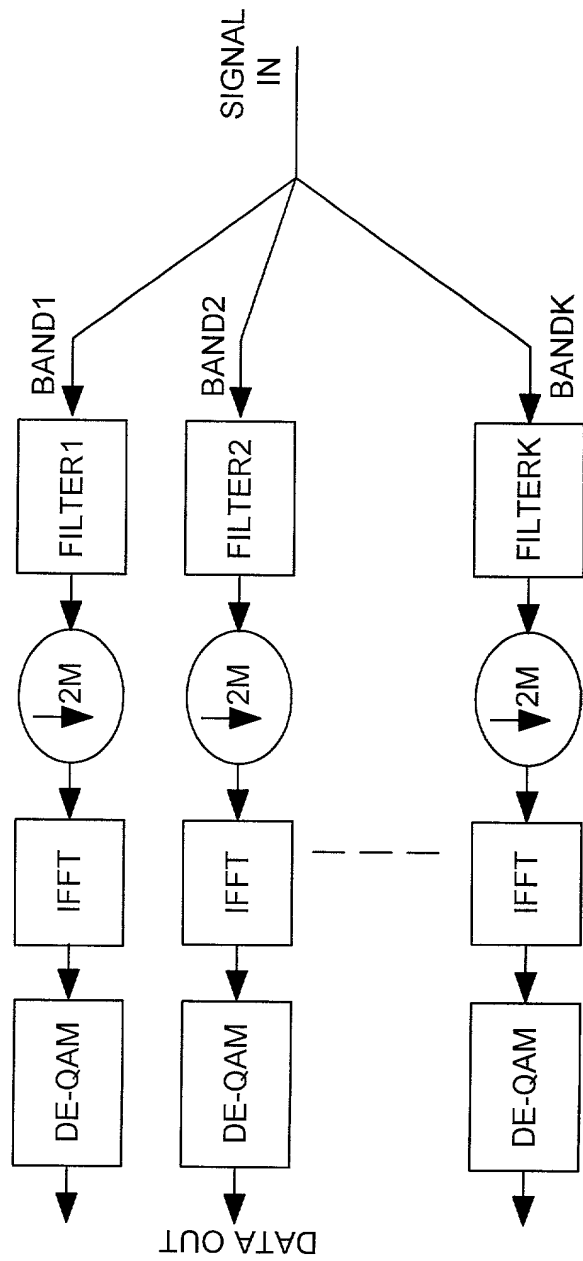 SIGNAL
IN
BAND1
FILTER1
2M
IFFT
DE-QAM
BAND2
FILTER2
2M
IFFT
DE-QAM
DATA OUT
BANDK
FILTERK
2M
IFFT
DE-QAM